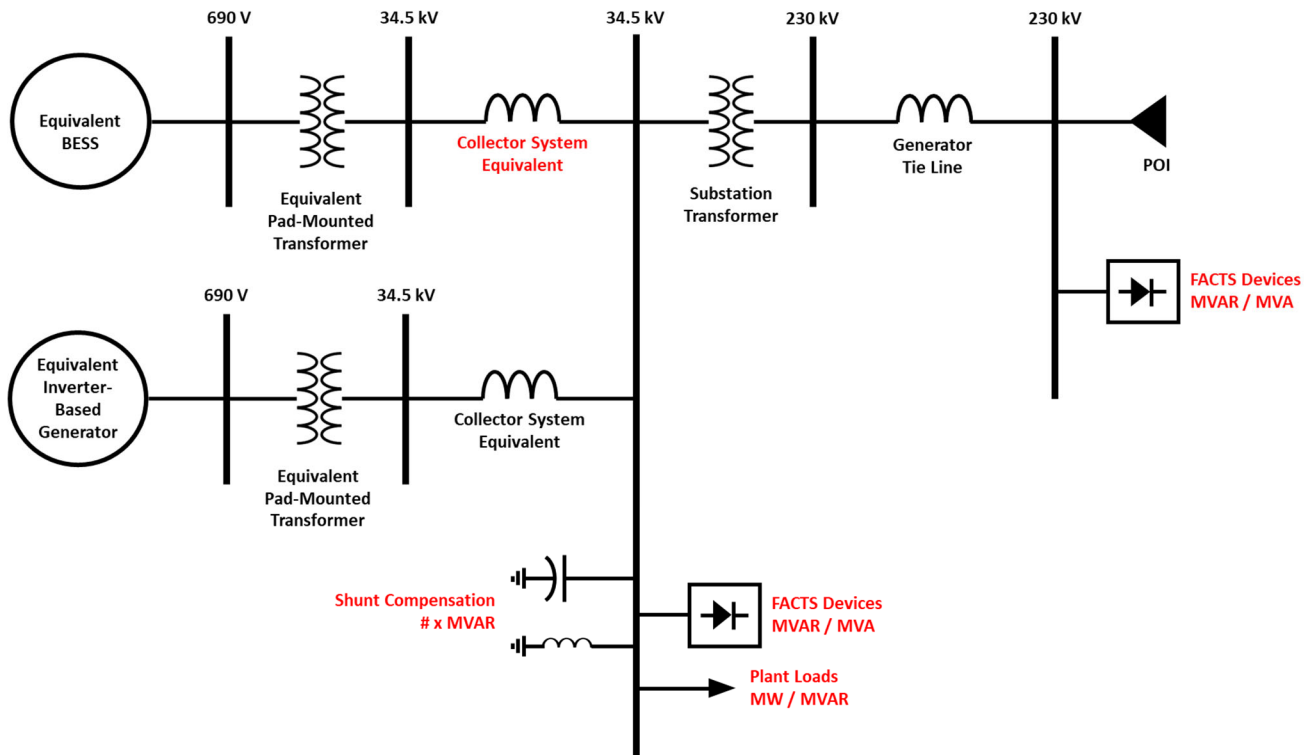 690 V
34.5 kV
34.5 kV
230 kV
230 kV
Equivalent
BESS
Equivalent
Pad-Mounted
Transformer
Collector System
Equivalent
Substation
Transformer
Generator
Tie Line
POI
FACTS Devices
MVAR / MVA
690 V
34.5 kV
Equivalent
Inverter-
Based
Generator
Equivalent
Pad-Mounted
Transformer
Collector System
Equivalent
Shunt Compensation
# x MVAR
FACTS Devices
MVAR / MVA
Plant Loads
MW / MVAR